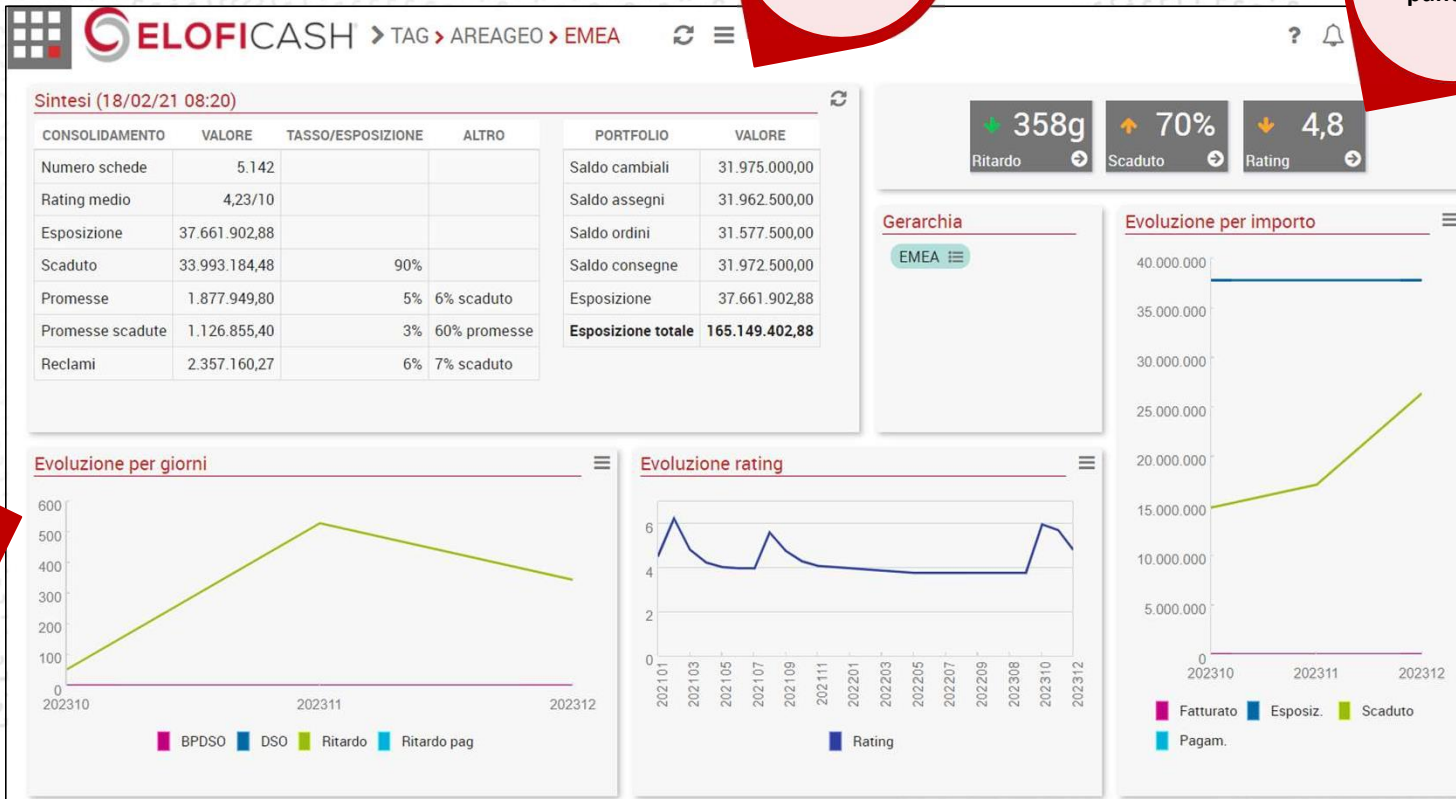 ELOFICASH > TAG > AREAGEO > EMEA
?
Sintesi (18/02/21 08:20)
CONSOLIDAMENTO VALORE TASSO/ESPOSIZIONE ALTRO
Numero schede 5.142
Rating medio 4,23/10
Esposizione 37.661.902,88
Scaduto 33.993.184,48 90%
Promesse 1.877.949,80 5% 6% scaduto
Promesse scadute 1.126.855,40 3% 60% promesse
Reclami 2.357.160,27 6% 7% scaduto
PORTFOLIO VALORE
Saldo cambiali 31.975.000,00
Saldo assegni 31.962.500,00
Saldo ordini 31.577.500,00
Saldo consegne 31.972.500,00
Esposizione 37.661.902,88
Esposizione totale 165.149.402,88
358g
Ritardo
70%
Scaduto
4,8
Rating
Gerarchia
EMEA
Evoluzione per importo
40.000.000
35.000.000
30.000.000
25.000.000
20.000.000
15.000.000
10.000.000
5.000.000
0
202310 202311 202312
Fatturato Esposiz. Scaduto
Pagam.
Evoluzione per giorni
600
500
400
300
200
100
0
202310 202311 202312
BPDSO DSO Ritardo Ritardo pag
Evoluzione rating
6
4
2
0
202101 202103 202105 202107 202109 202111 202201 202203 202205 202207 202209 202308 202310 202312
Rating